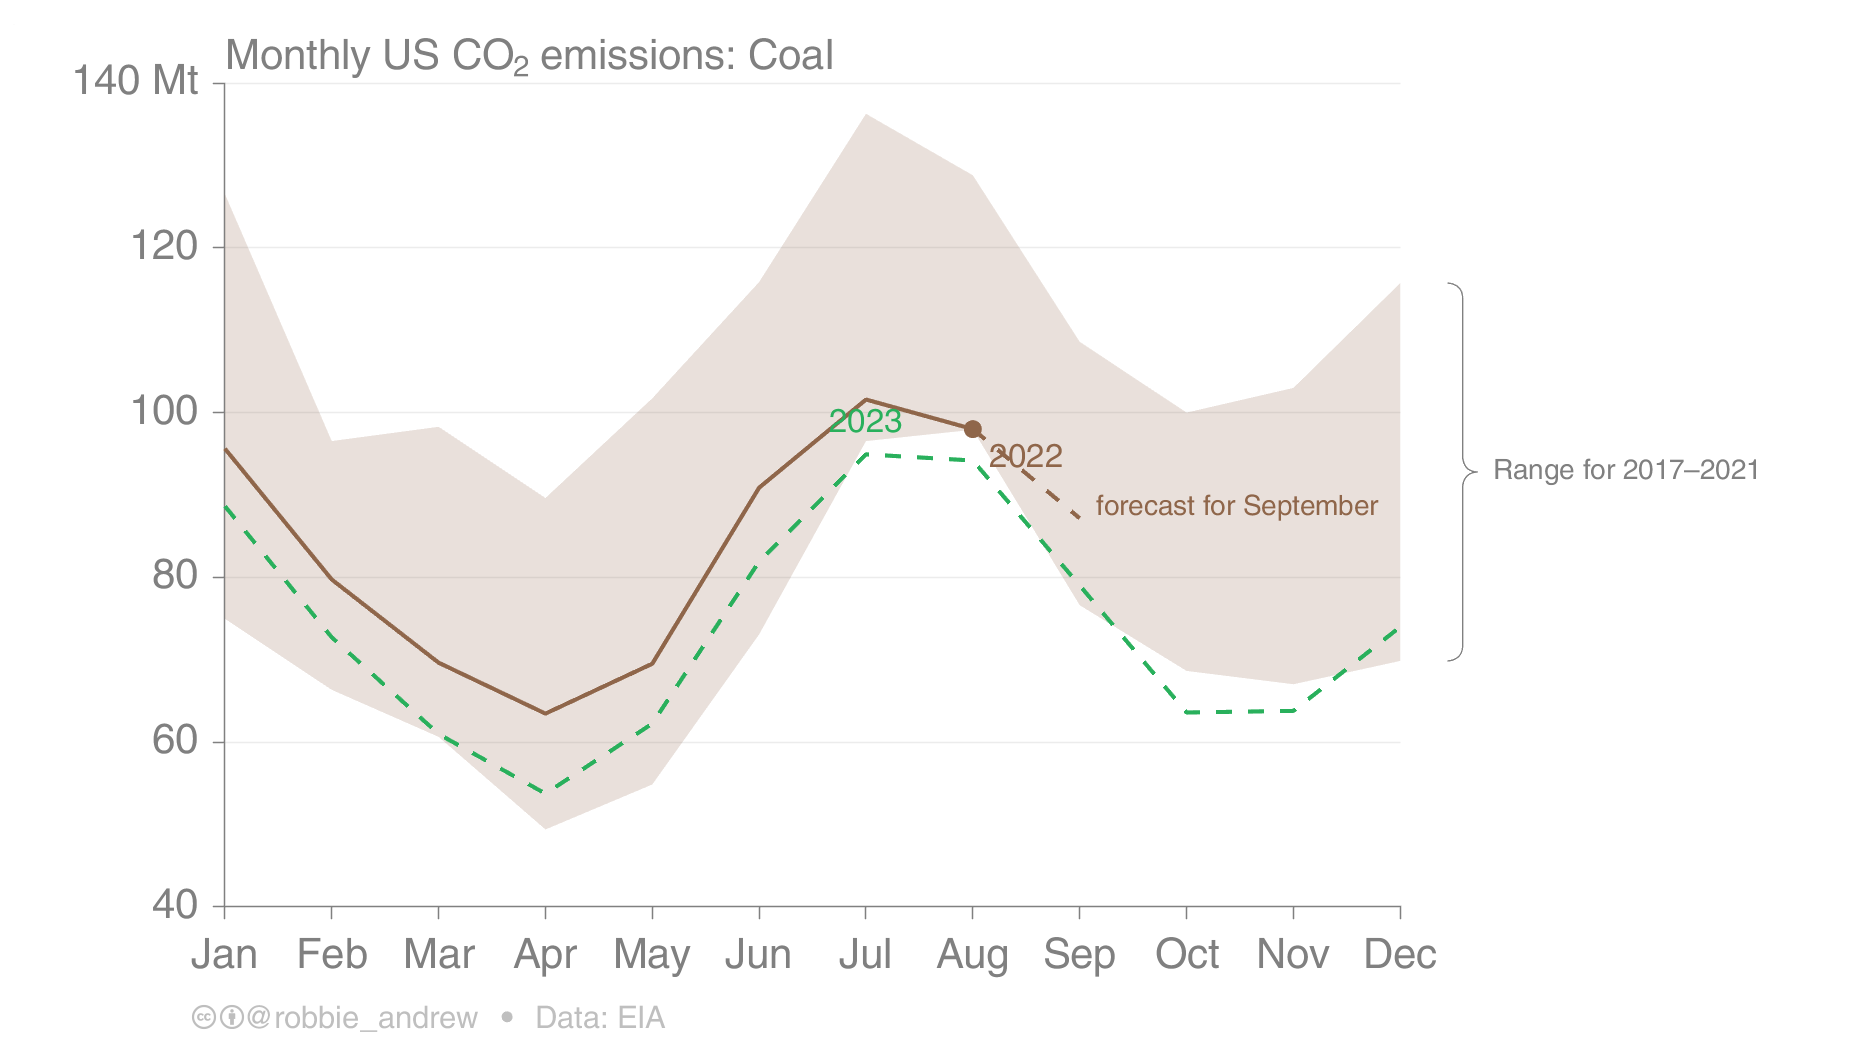 Monthly US CO₂ emissions: Coal
140 Mt
120
100
80
60
40
2023
2022
forecast for September
Range for 2017–2021
Jan Feb Mar Apr May Jun Jul Aug Sep Oct Nov Dec
cc @robbie_andrew • Data: EIA